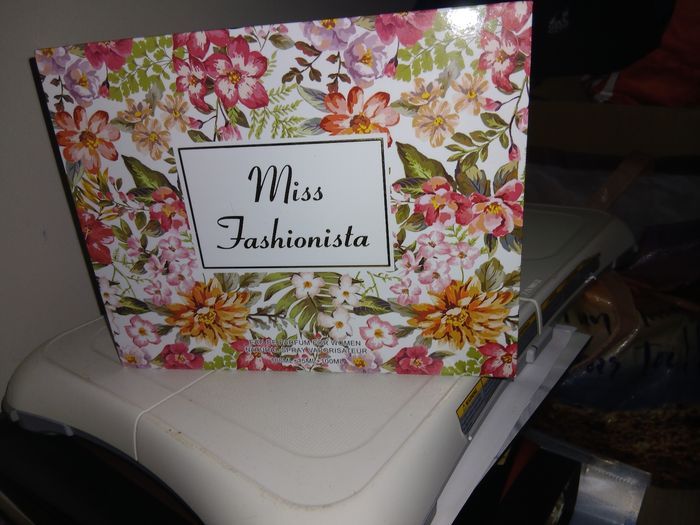 Miss
Fashionista
EAU DE PARFUM FOR WOMEN
NATURAL SPRAY VAPORISATEUR